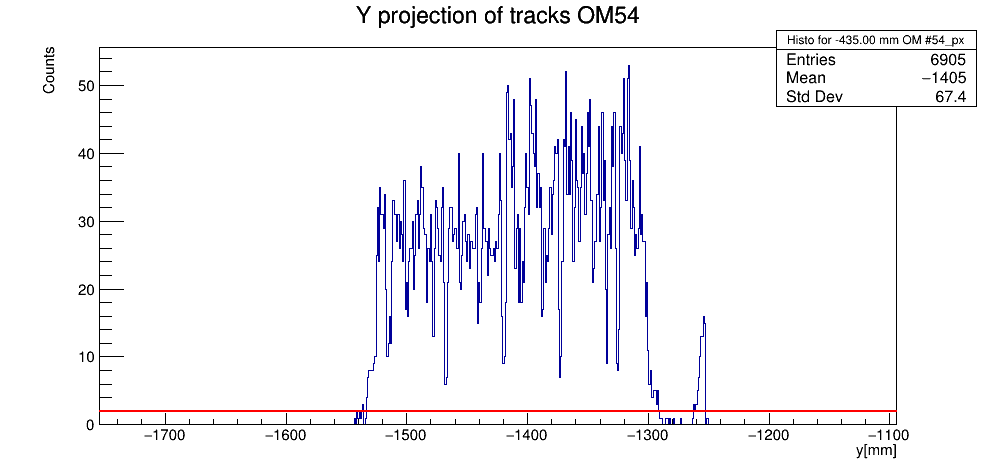 Y projection of tracks OM54
Histo for -435.00 mm OM #54_px
Entries 6905
Mean −1405
Std Dev 67.4
Counts
50
40
30
20
10
0
−1700 −1600 −1500 −1400 −1300 −1200 −1100
y[mm]